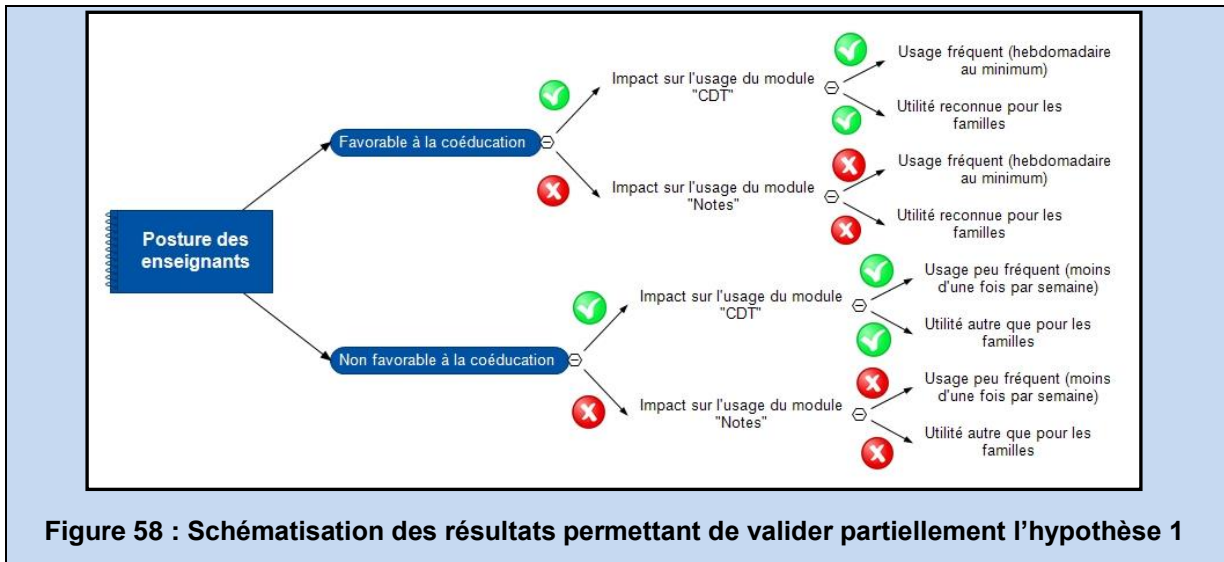 Posture des
enseignants
Favorable à la coéducation
Impact sur l'usage du module
"CDT"
Usage fréquent (hebdomadaire
au minimum)
Utilité reconnue pour les
familles
Impact sur l'usage du module
"Notes"
Usage fréquent (hebdomadaire
au minimum)
Utilité reconnue pour les
familles
Non favorable à la coéducation
Impact sur l'usage du module
"CDT"
Usage peu fréquent (moins
d'une fois par semaine)
Utilité autre que pour les
familles
Impact sur l'usage du module
"Notes"
Usage peu fréquent (moins
d'une fois par semaine)
Utilité autre que pour les
familles
Figure 58 : Schématisation des résultats permettant de valider partiellement l’hypothèse 1